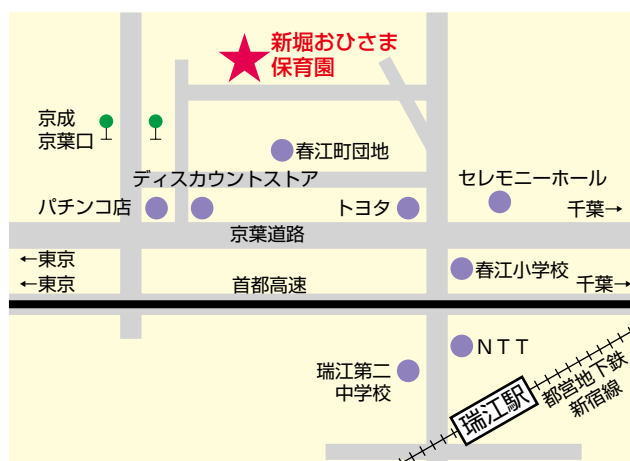 新堀おひさま
保育園
京成
京葉口
春江町団地
ディスカウントストア
セレモニーホール
パチンコ店
トヨタ
千葉→
京葉道路
←東京
春江小学校
←東京
首都高速
千葉→
ＮＴＴ
瑞江第二
中学校
瑞江駅
都営地下鉄
新宿線